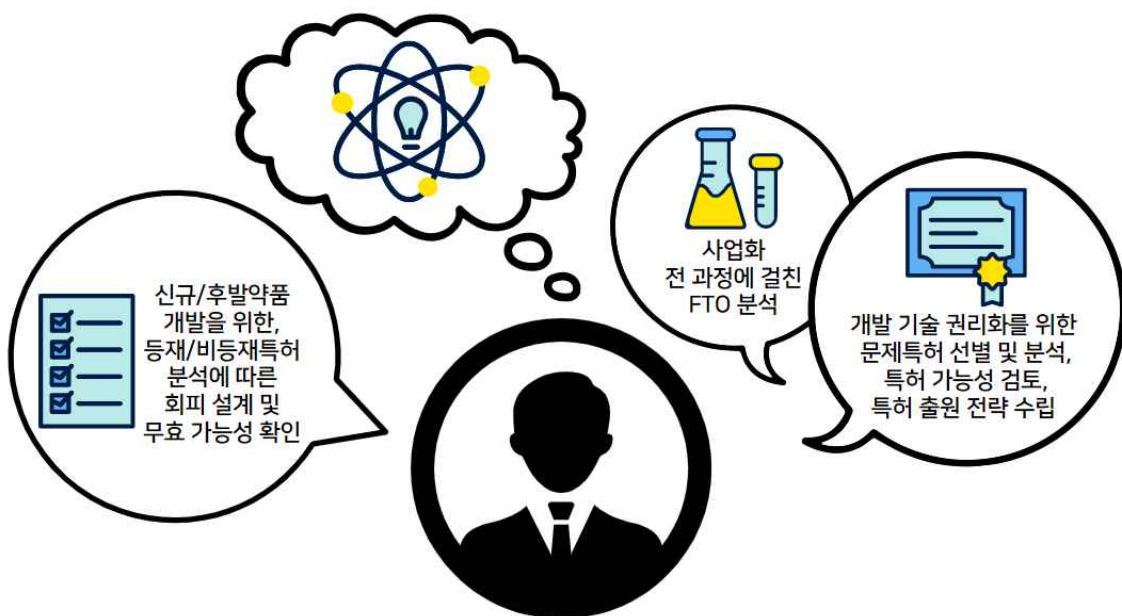 신규/후발약품
개발을 위한,
등재/비등재특허
분석에 따른
회피 설계 및
무효 가능성 확인
사업화
전 과정에 걸친
FTO 분석
개발 기술 권리화를 위한
문제특허 선별 및 분석,
특허 가능성 검토,
특허 출원 전략 수립